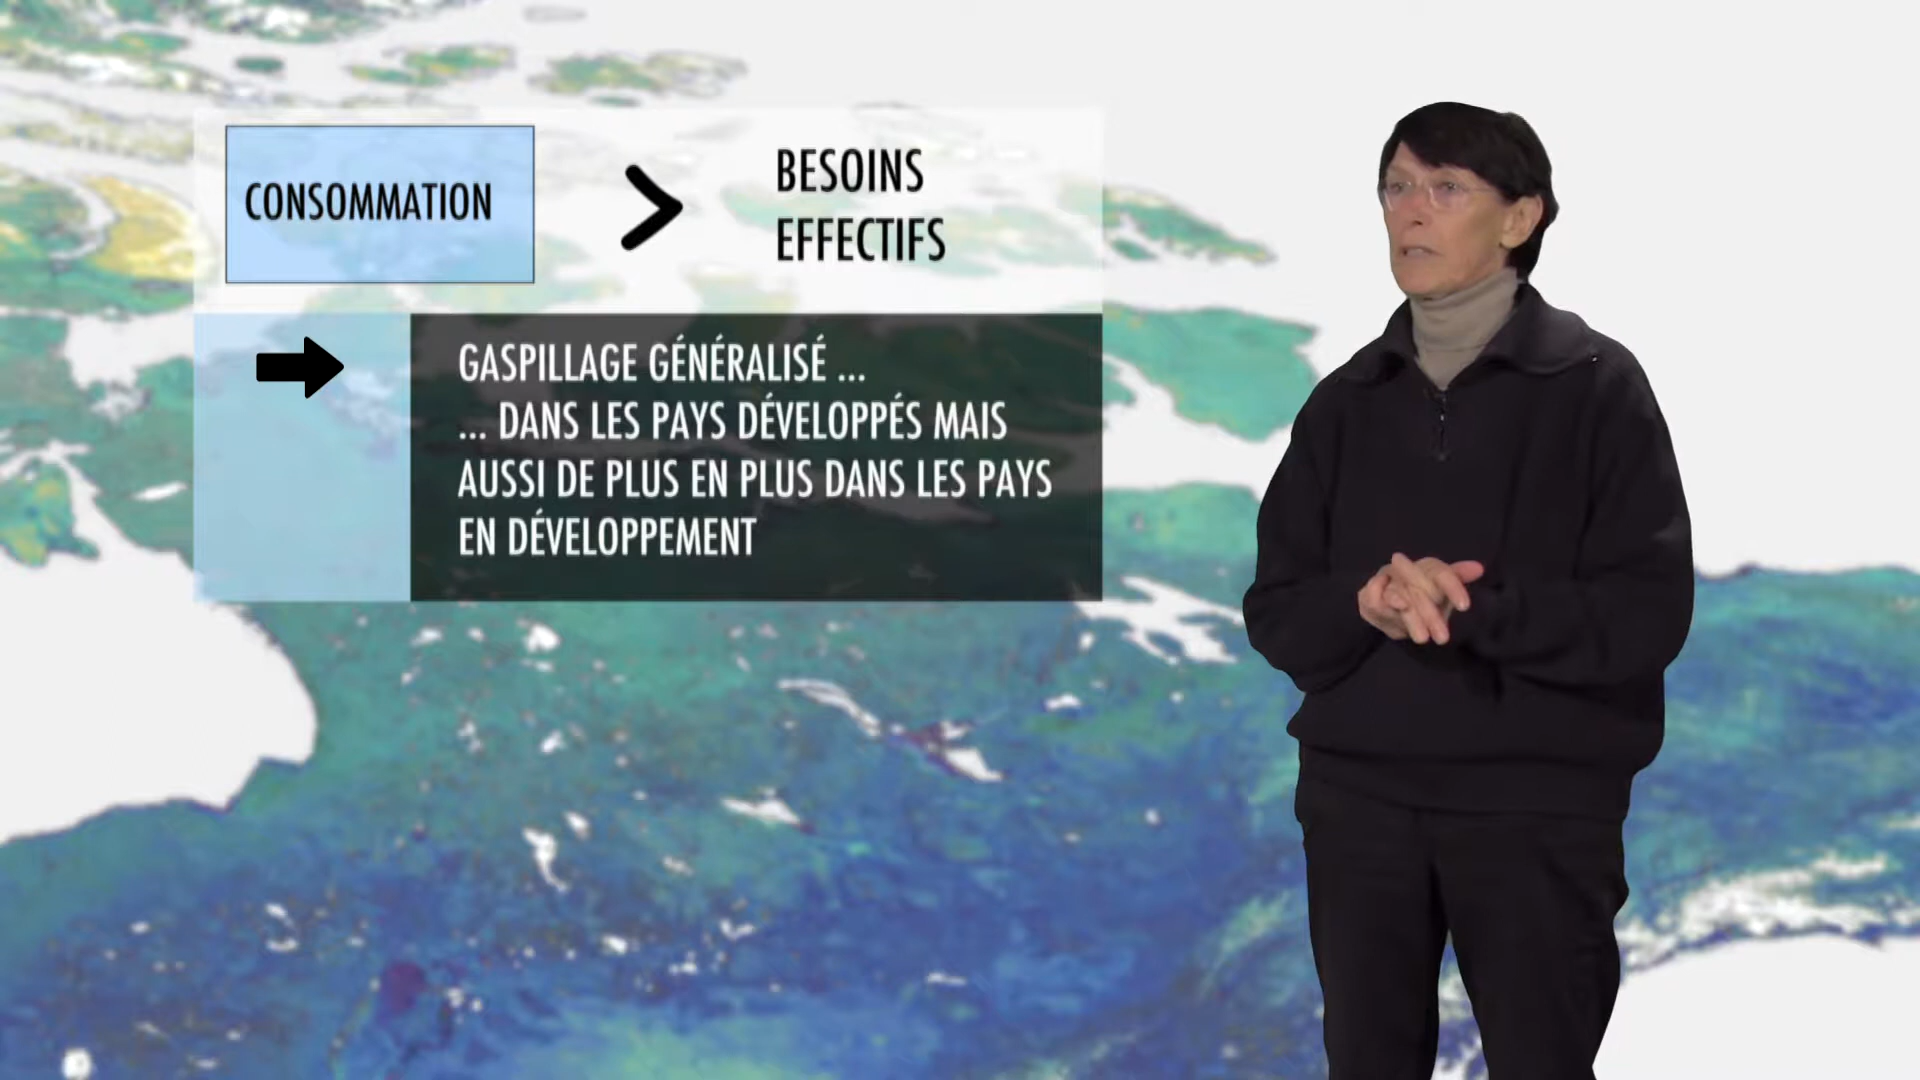 CONSOMMATION
>
BESOINS
EFFECTIFS
GASPILLAGE GÉNÉRALISÉ ...
... DANS LES PAYS DÉVELOPPÉS MAIS
AUSSI DE PLUS EN PLUS DANS LES PAYS
EN DÉVELOPPEMENT